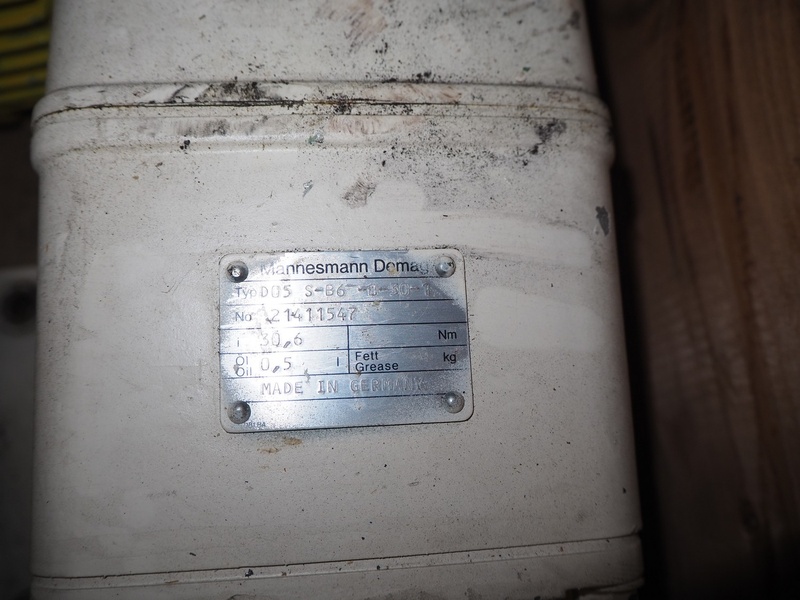 Mannesmann Demag
Typ D05 S-B6
No 21411547
i 30,6 Nm
Öl Oil 0,5 l Fett Grease kg
MADE IN GERMANY